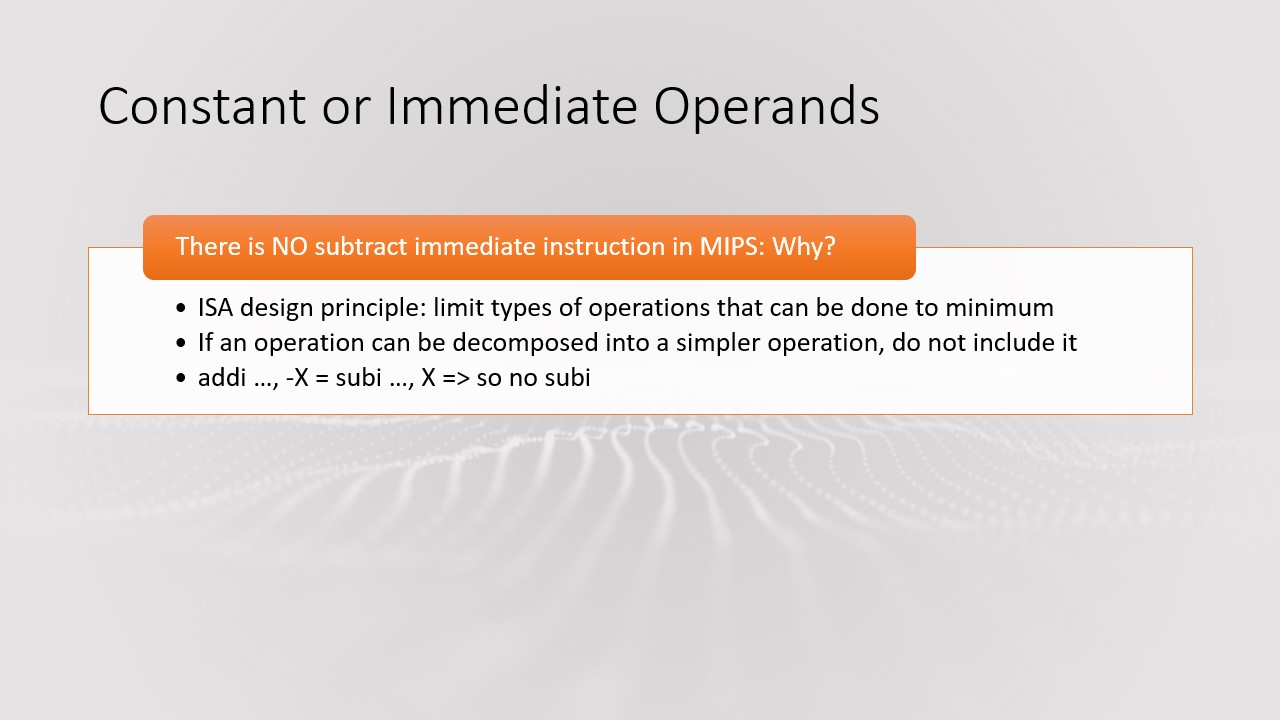 Constant or Immediate Operands
There is NO subtract immediate instruction in MIPS: Why?
• ISA design principle: limit types of operations that can be done to minimum
• If an operation can be decomposed into a simpler operation, do not include it
• addi …, -X = subi …, X => so no subi